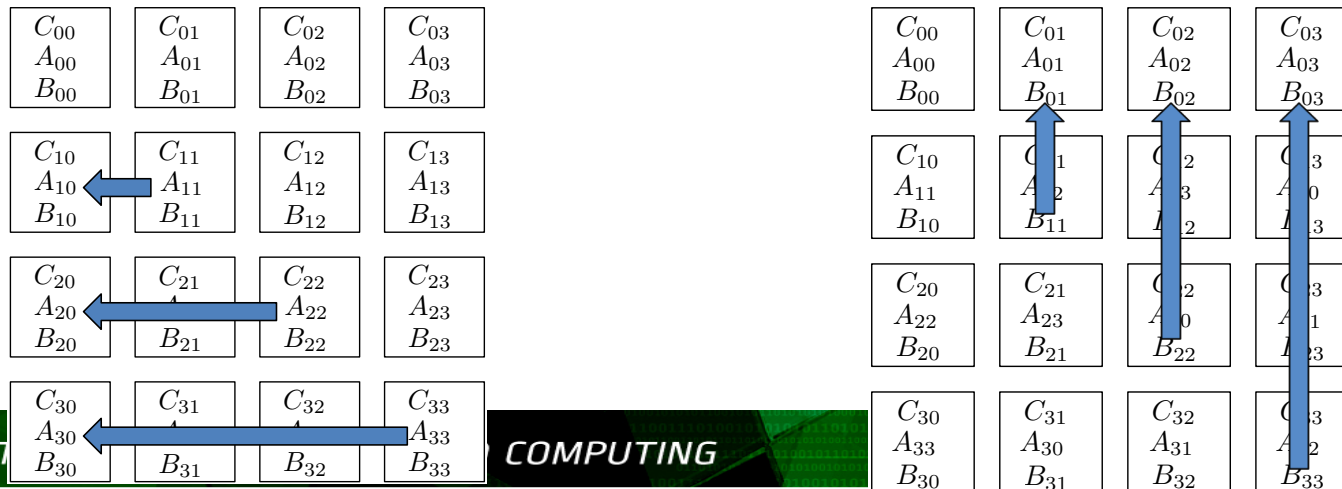 C₀₀ C₀₁ C₀₂ C₀₃
A₀₀ A₀₁ A₀₂ A₀₃
B₀₀ B₀₁ B₀₂ B₀₃
C₁₀ C₁₁ C₁₂ C₁₃
A₁₀ A₁₁ A₁₂ A₁₃
B₁₀ B₁₁ B₁₂ B₁₃
C₂₀ C₂₁ C₂₂ C₂₃
A₂₀ A₂₂ A₂₃
B₂₀ B₂₁ B₂₂ B₂₃
C₃₀ C₃₁ C₃₂ C₃₃
A₃₀ A₃₃
B₃₀ B₃₁ B₃₂ B₃₃
COMPUTING
C₀₀ C₀₁ C₀₂ C₀₃
A₀₀ A₀₁ A₀₂ A₀₃
B₀₀ B₀₁ B₀₂ B₀₃
C₁₀
A₁₁
B₁₀ B₁₁
C₂₀ C₂₁
A₂₂ A₂₃
B₂₀ B₂₁ B₂₂
C₃₀ C₃₁ C₃₂
A₃₃ A₃₀ A₃₁
B₃₀ B₃₁ B₃₂ B₃₃